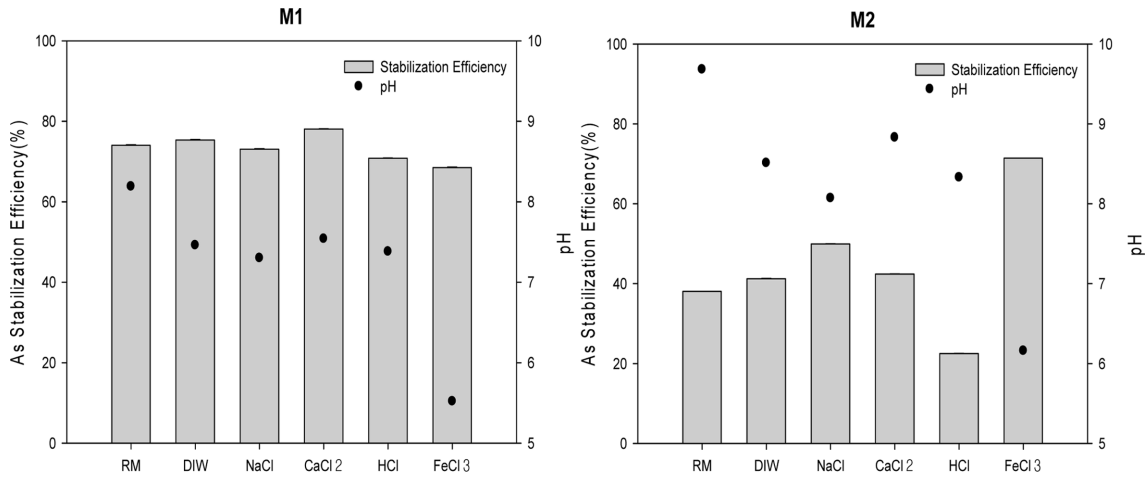 M1
100
80
60
40
20
0
As Stabilization Efficiency(%)
Stabilization Efficiency
pH
10
9
8
7
6
5
pH
RM DIW NaCl CaCl 2 HCl FeCl 3
M2
100
80
60
40
20
0
As Stabilization Efficiency(%)
Stabilization Efficiency
pH
10
9
8
7
6
5
pH
RM DIW NaCl CaCl 2 HCl FeCl 3